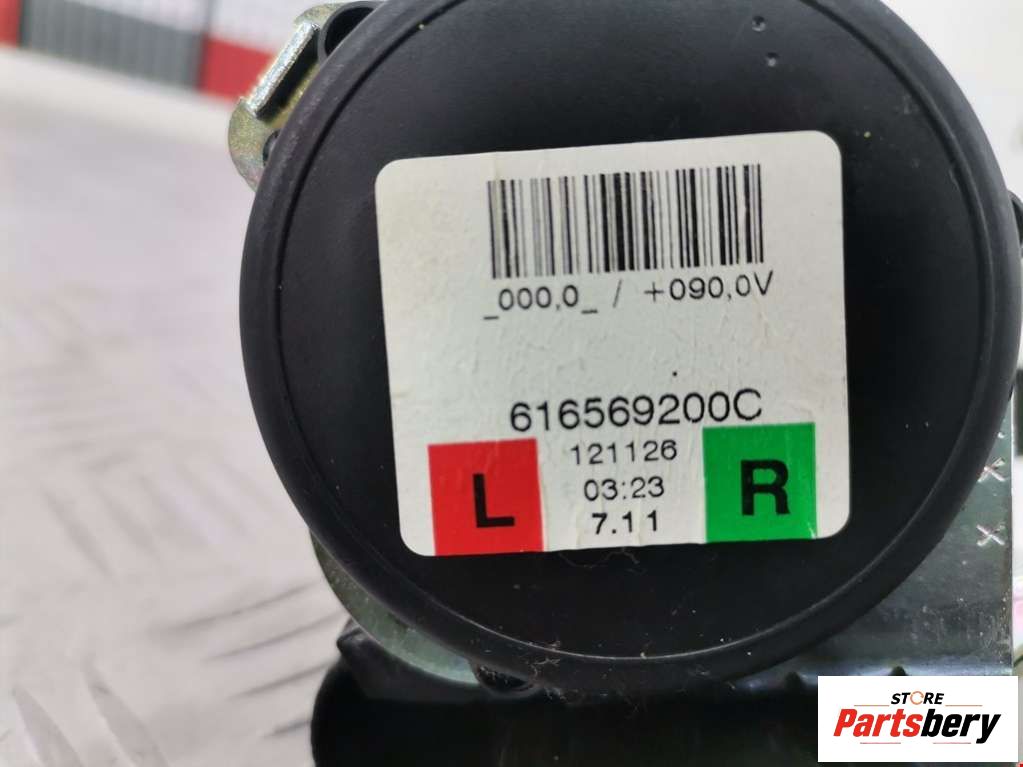 _000,0_ / +090,0V
616569200C
121126
03:23
7.11
L
R
STORE
Partsbery